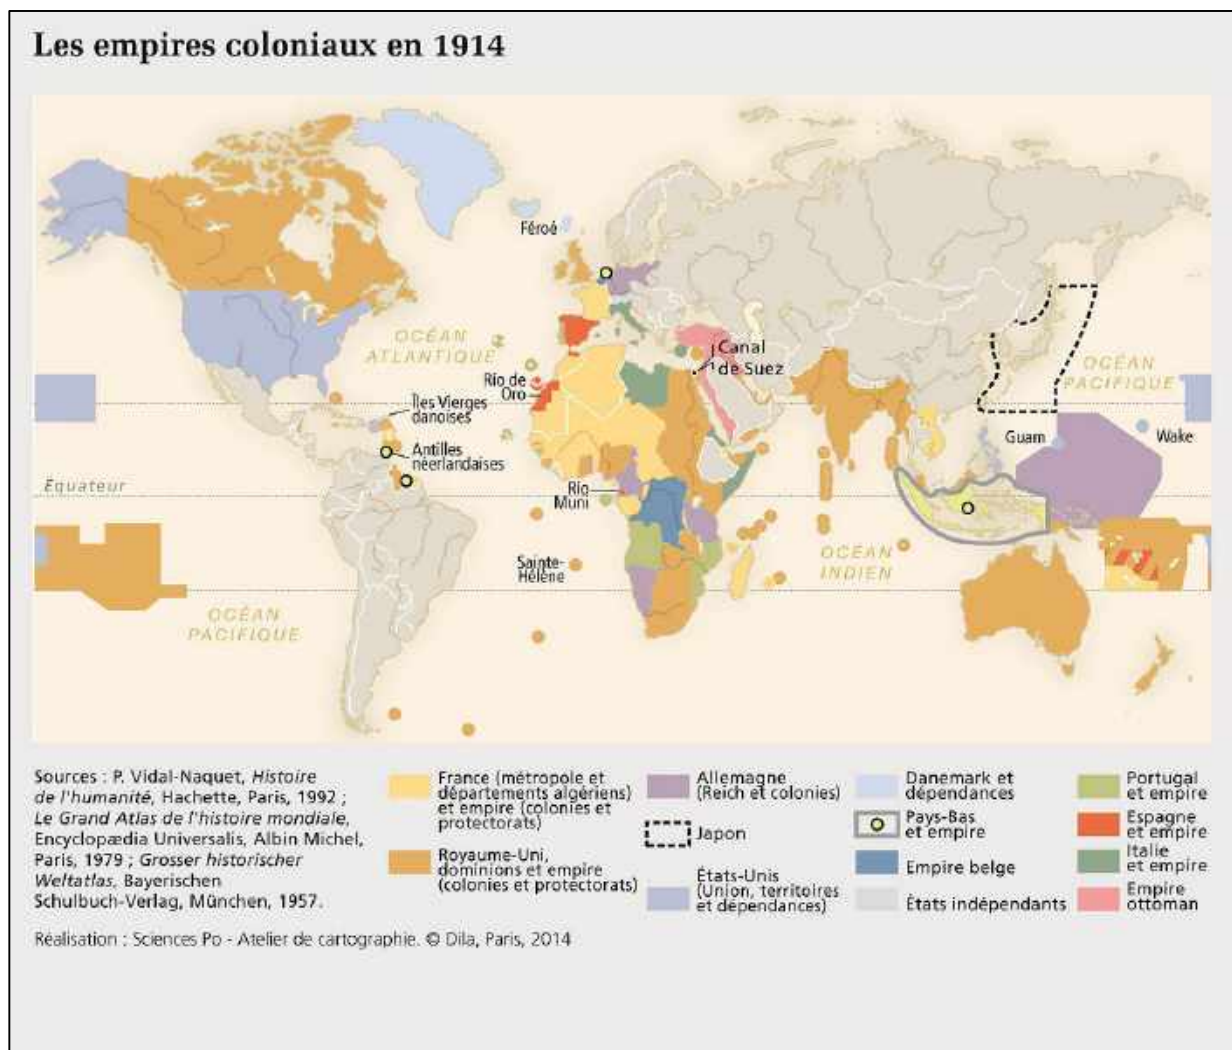 Les empires coloniaux en 1914
Féroé
OCÉAN
ATLANTIQUE
Canal
de Suez
OCÉAN
PACIFIQUE
Rio de
Oro
Îles Vierges
danoises
Guam
Wake
Antilles
néerlandaises
Équateur
Rio
Muni
Sainte-
Hélène
OCÉAN
INDIEN
OCÉAN
PACIFIQUE
Sources : P. Vidal-Naquet, Histoire
de l'humanité, Hachette, Paris, 1992 ;
Le Grand Atlas de l'histoire mondiale,
Encyclopædia Universalis, Albin Michel,
Paris, 1979 ; Grosser historischer
Weltatlas, Bayerischen
Schulbuch-Verlag, München, 1957.
France (métropole et
départements algériens)
et empire (colonies et
protectorats)
Royaume-Uni,
dominions et empire
(colonies et protectorats)
Allemagne
(Reich et colonies)
Japon
États-Unis
(Union, territoires
et dépendances)
Danemark et
dépendances
Pays-Bas
et empire
Empire belge
États indépendants
Portugal
et empire
Espagne
et empire
Italie
et empire
Empire
ottoman
Réalisation : Sciences Po - Atelier de cartographie. © Dila, Paris, 2014